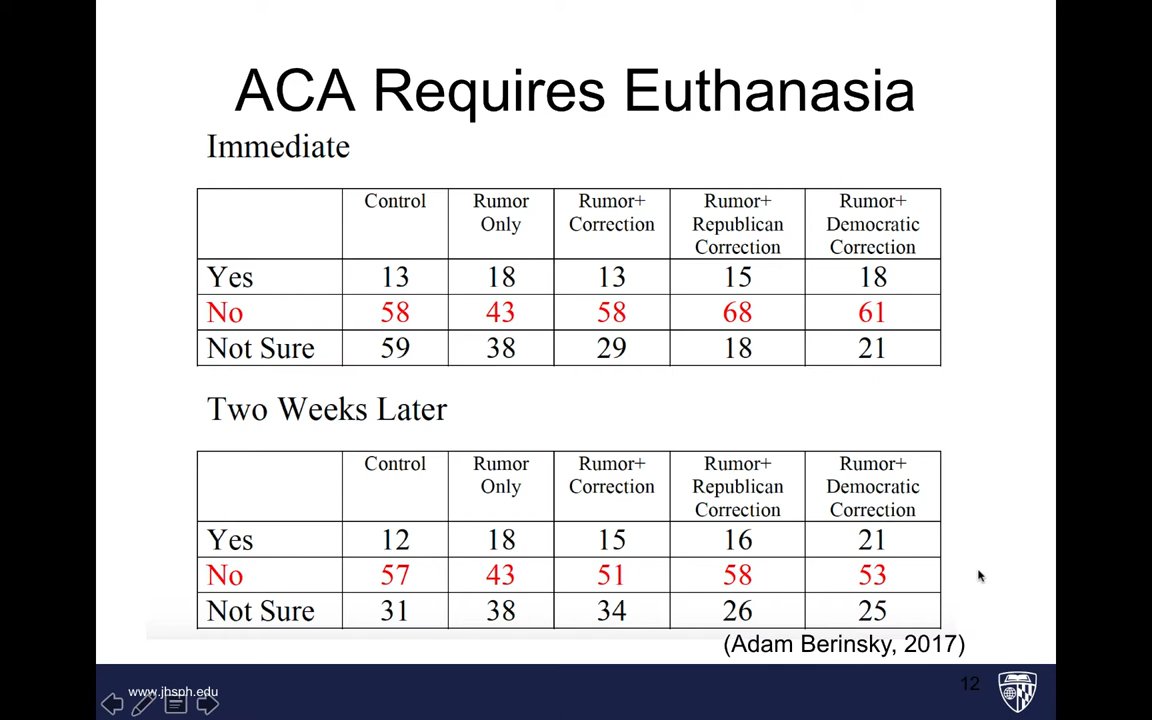 ACA Requires Euthanasia
Immediate
Control Rumor Only Rumor+ Correction Rumor+ Republican Correction Rumor+ Democratic Correction
Yes 13 18 13 15 18
No 58 43 58 68 61
Not Sure 59 38 29 18 21
Two Weeks Later
Control Rumor Only Rumor+ Correction Rumor+ Republican Correction Rumor+ Democratic Correction
Yes 12 18 15 16 21
No 57 43 51 58 53
Not Sure 31 38 34 26 25
(Adam Berinsky, 2017)
www.jhsph.edu
12